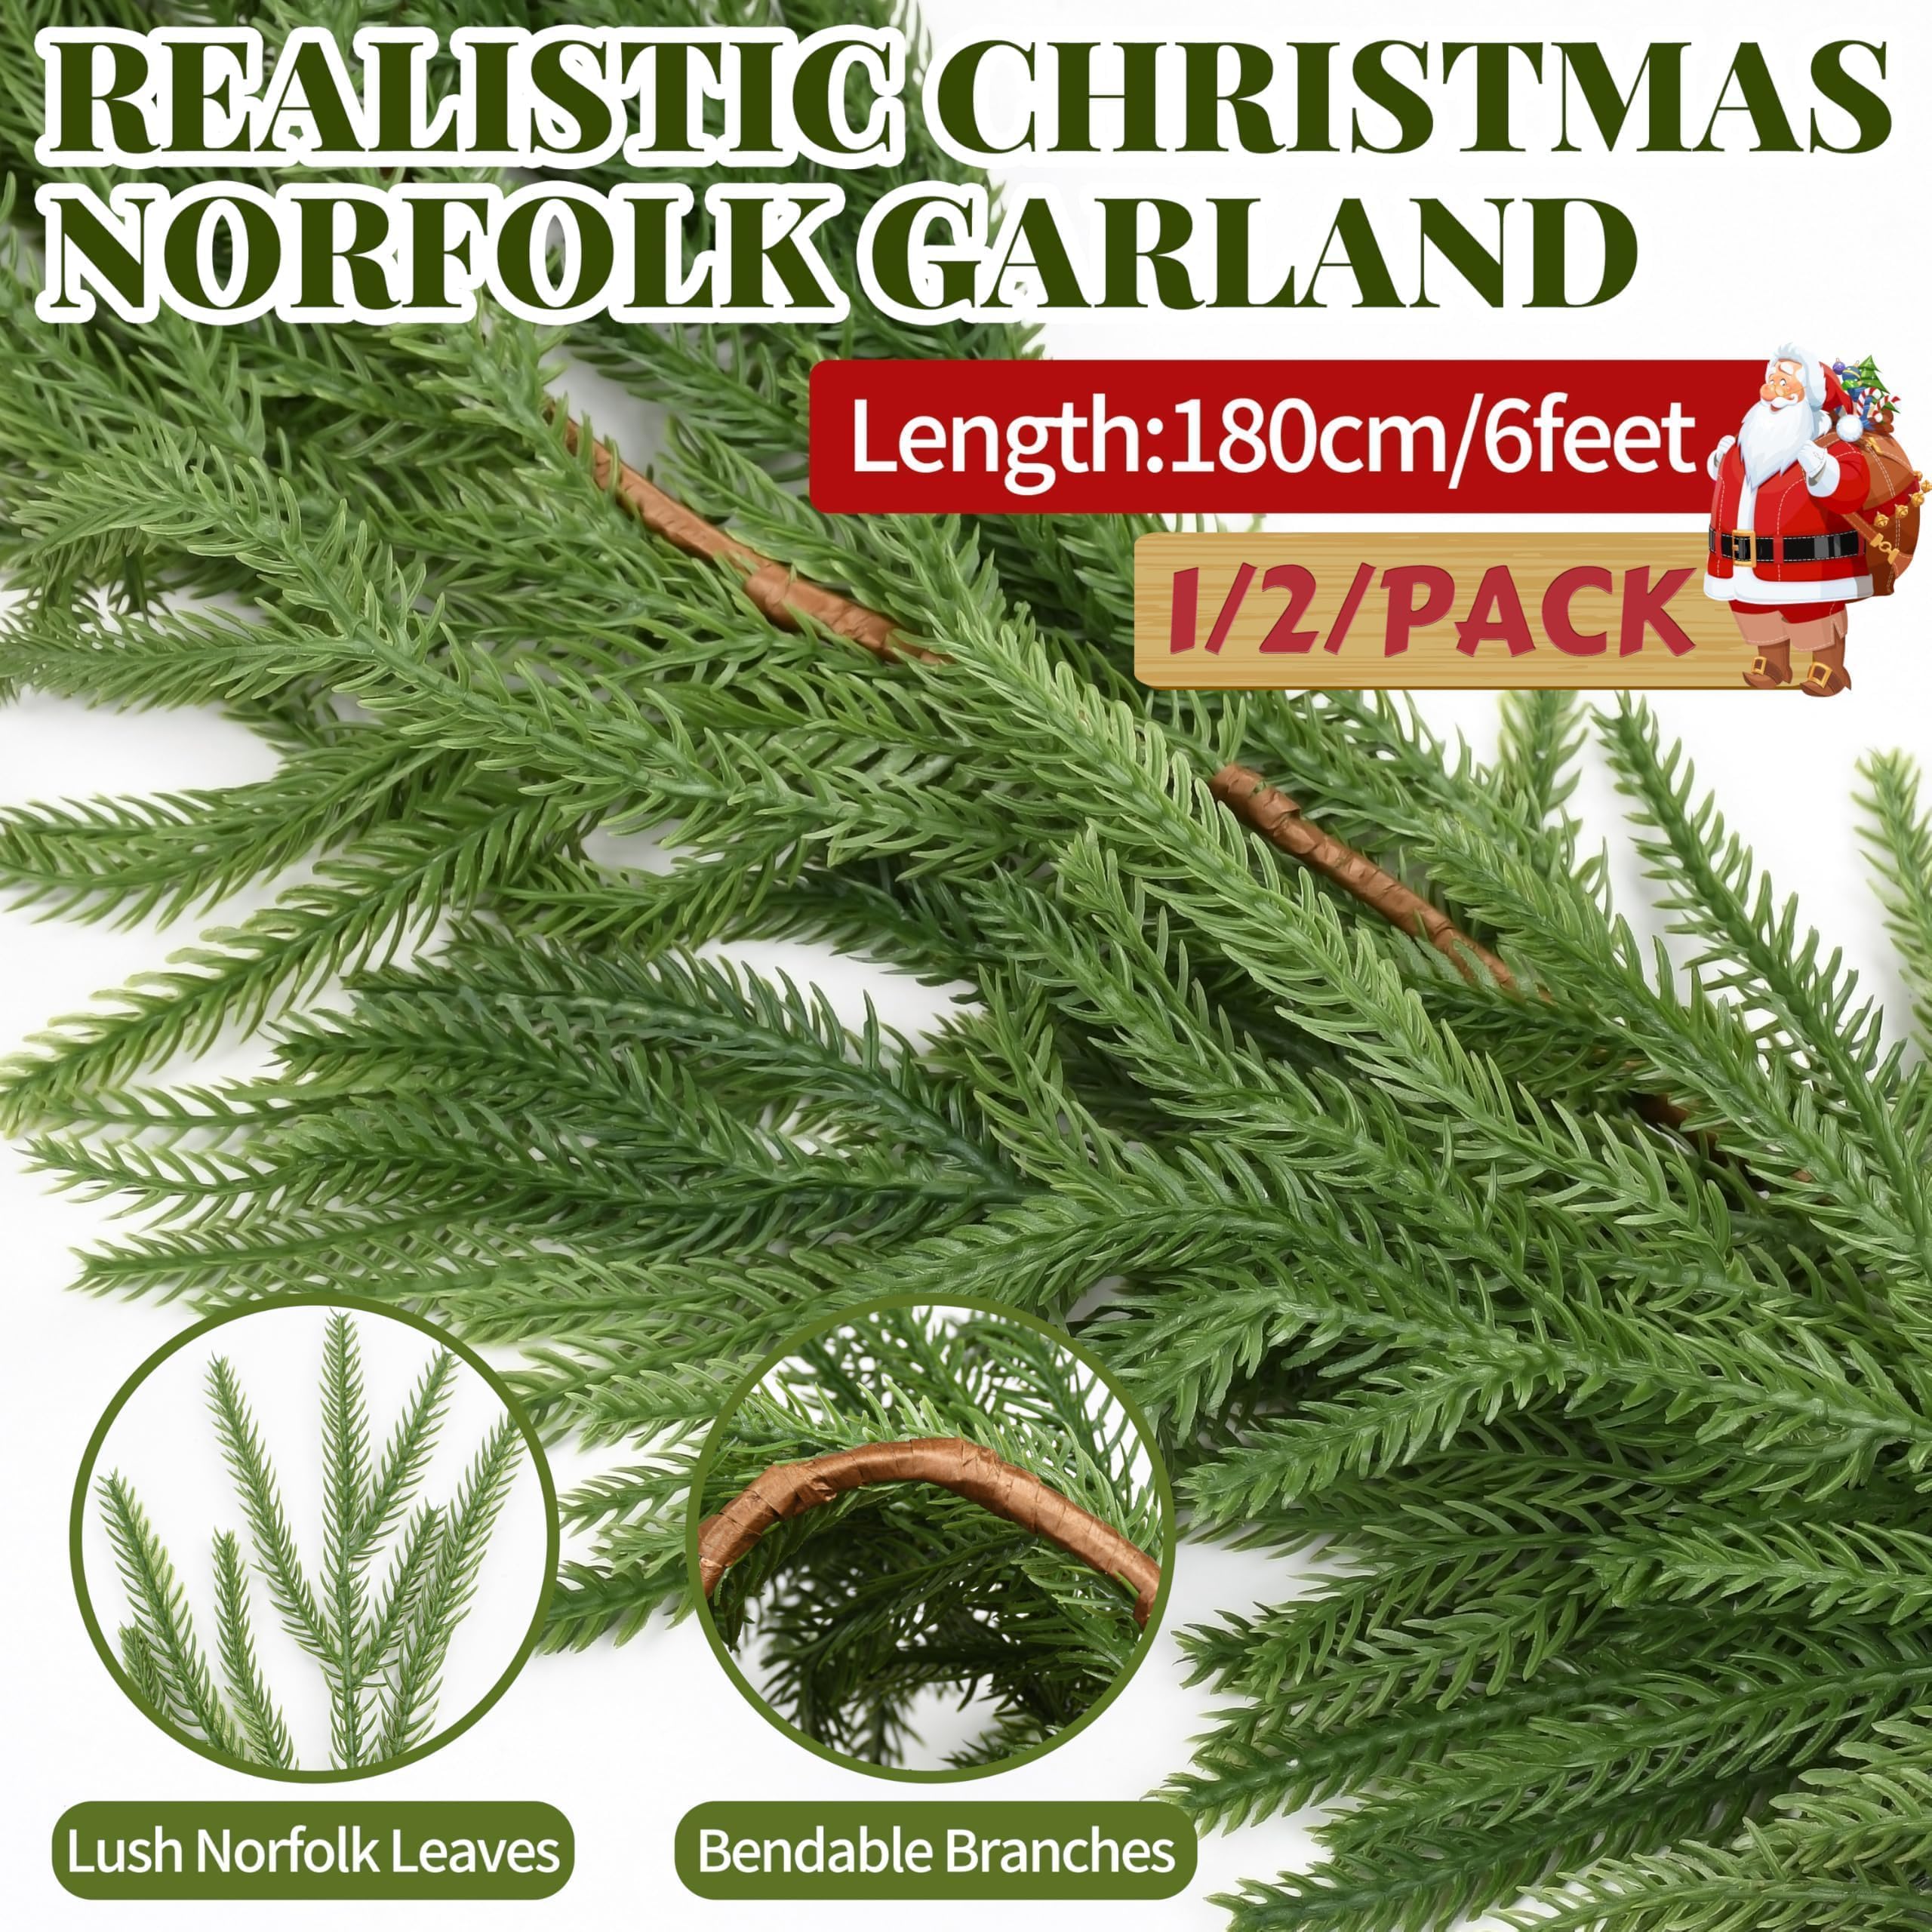 REALISTIC CHRISTMAS
NORFOLK GARLAND
Length:180cm/6feet
1/2/PACK
Lush Norfolk Leaves
Bendable Branches